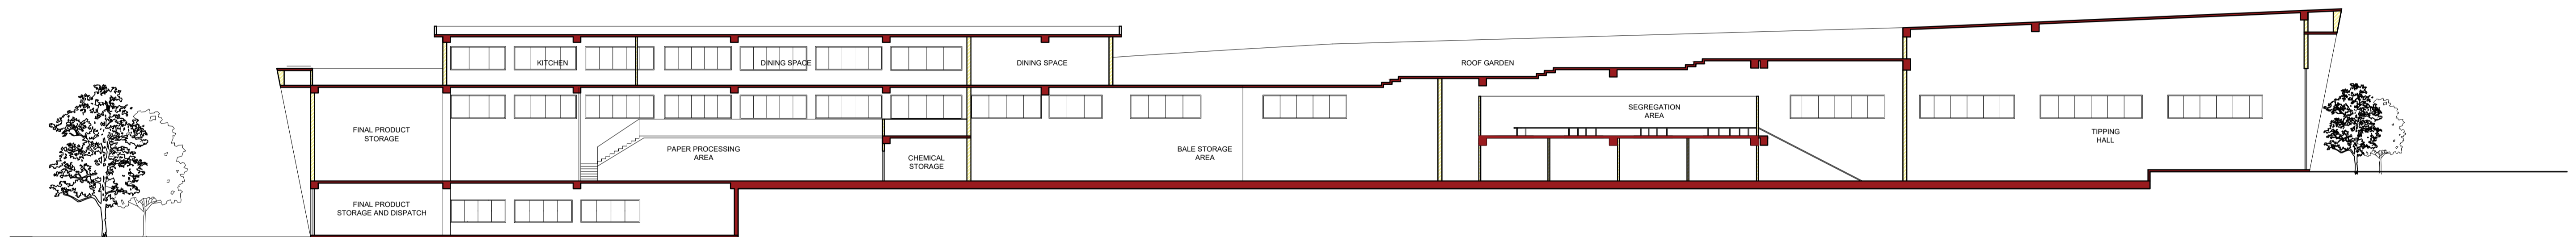 KITCHEN
DINING SPACE
DINING SPACE
ROOF GARDEN
FINAL PRODUCT
STORAGE
PAPER PROCESSING
AREA
CHEMICAL
STORAGE
BALE STORAGE
AREA
SEGREGATION
AREA
TIPPING
HALL
FINAL PRODUCT
STORAGE AND DISPATCH